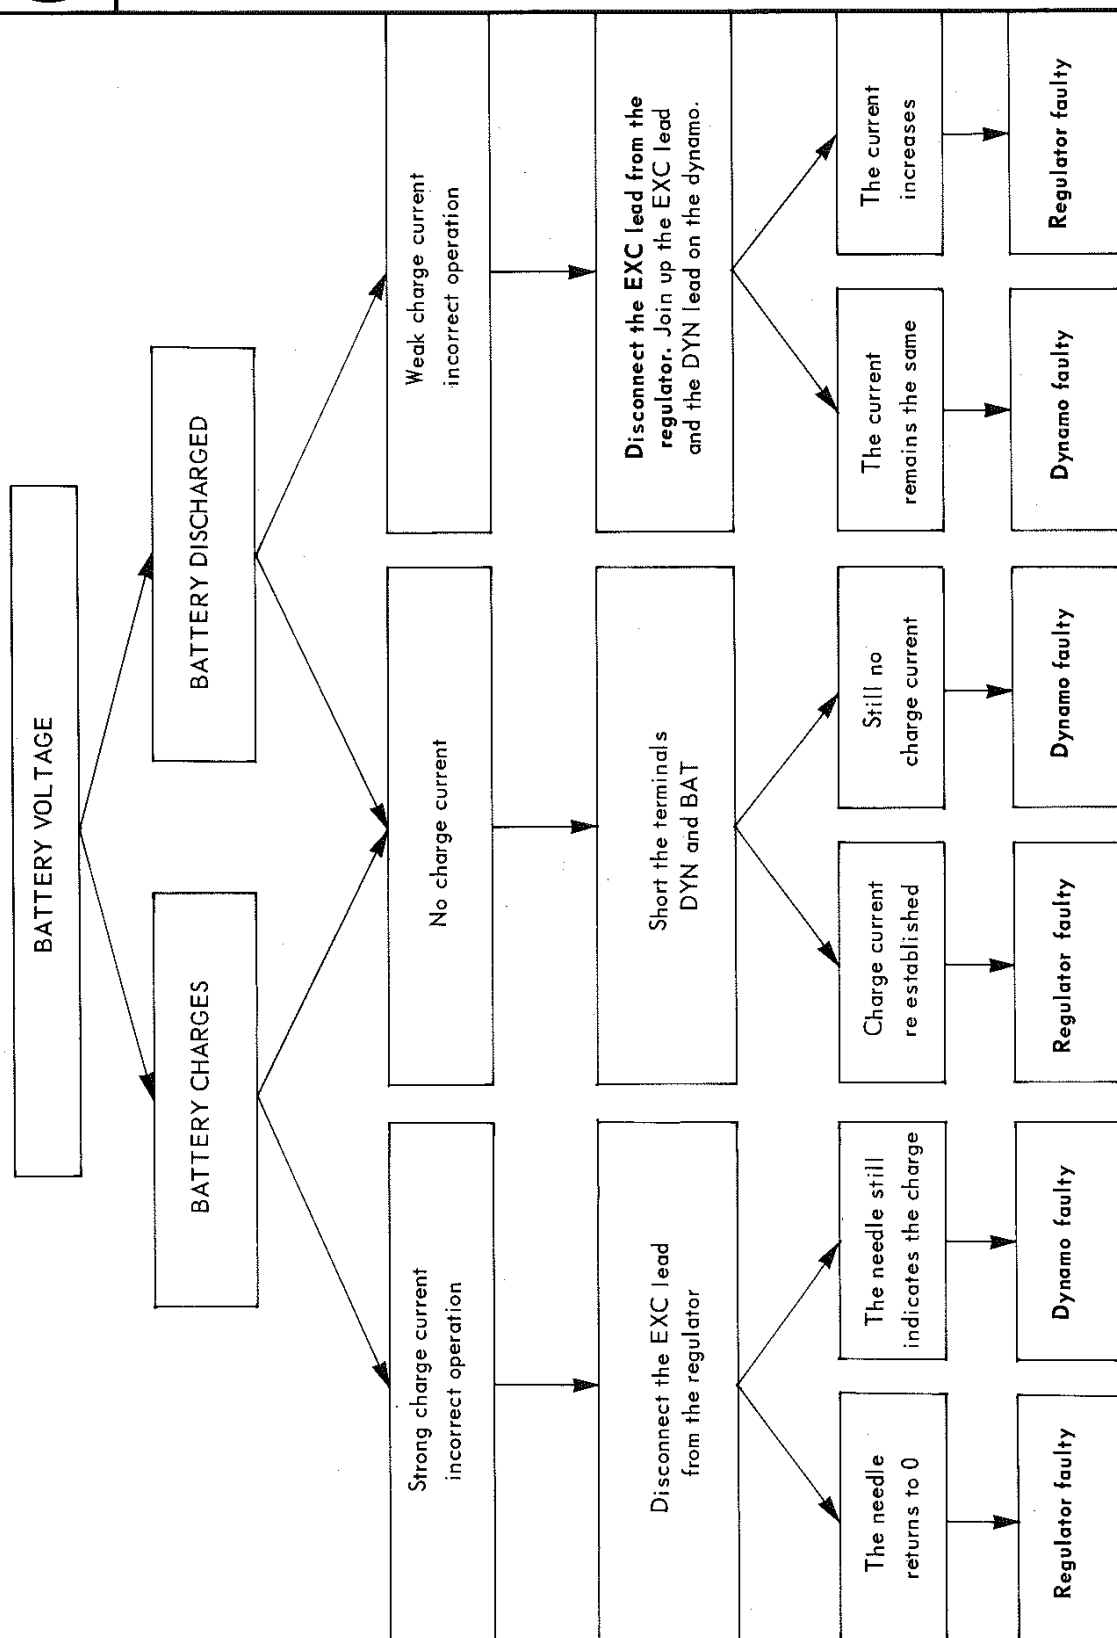 BATTERY VOLTAGE
BATTERY CHARGES
BATTERY DISCHARGED
Strong charge current
incorrect operation
No charge current
Weak charge current
incorrect operation
Disconnect the EXC lead
from the regulator
Short the terminals
DYN and BAT
Disconnect the EXC lead from the
regulator. Join up the EXC lead
and the DYN lead on the dynamo.
The needle
returns to 0
The needle still
indicates the charge
Charge current
re established
Still no
charge current
The current
remains the same
The current
increases
Regulator faulty
Dynamo faulty
Regulator faulty
Dynamo faulty
Dynamo faulty
Regulator faulty